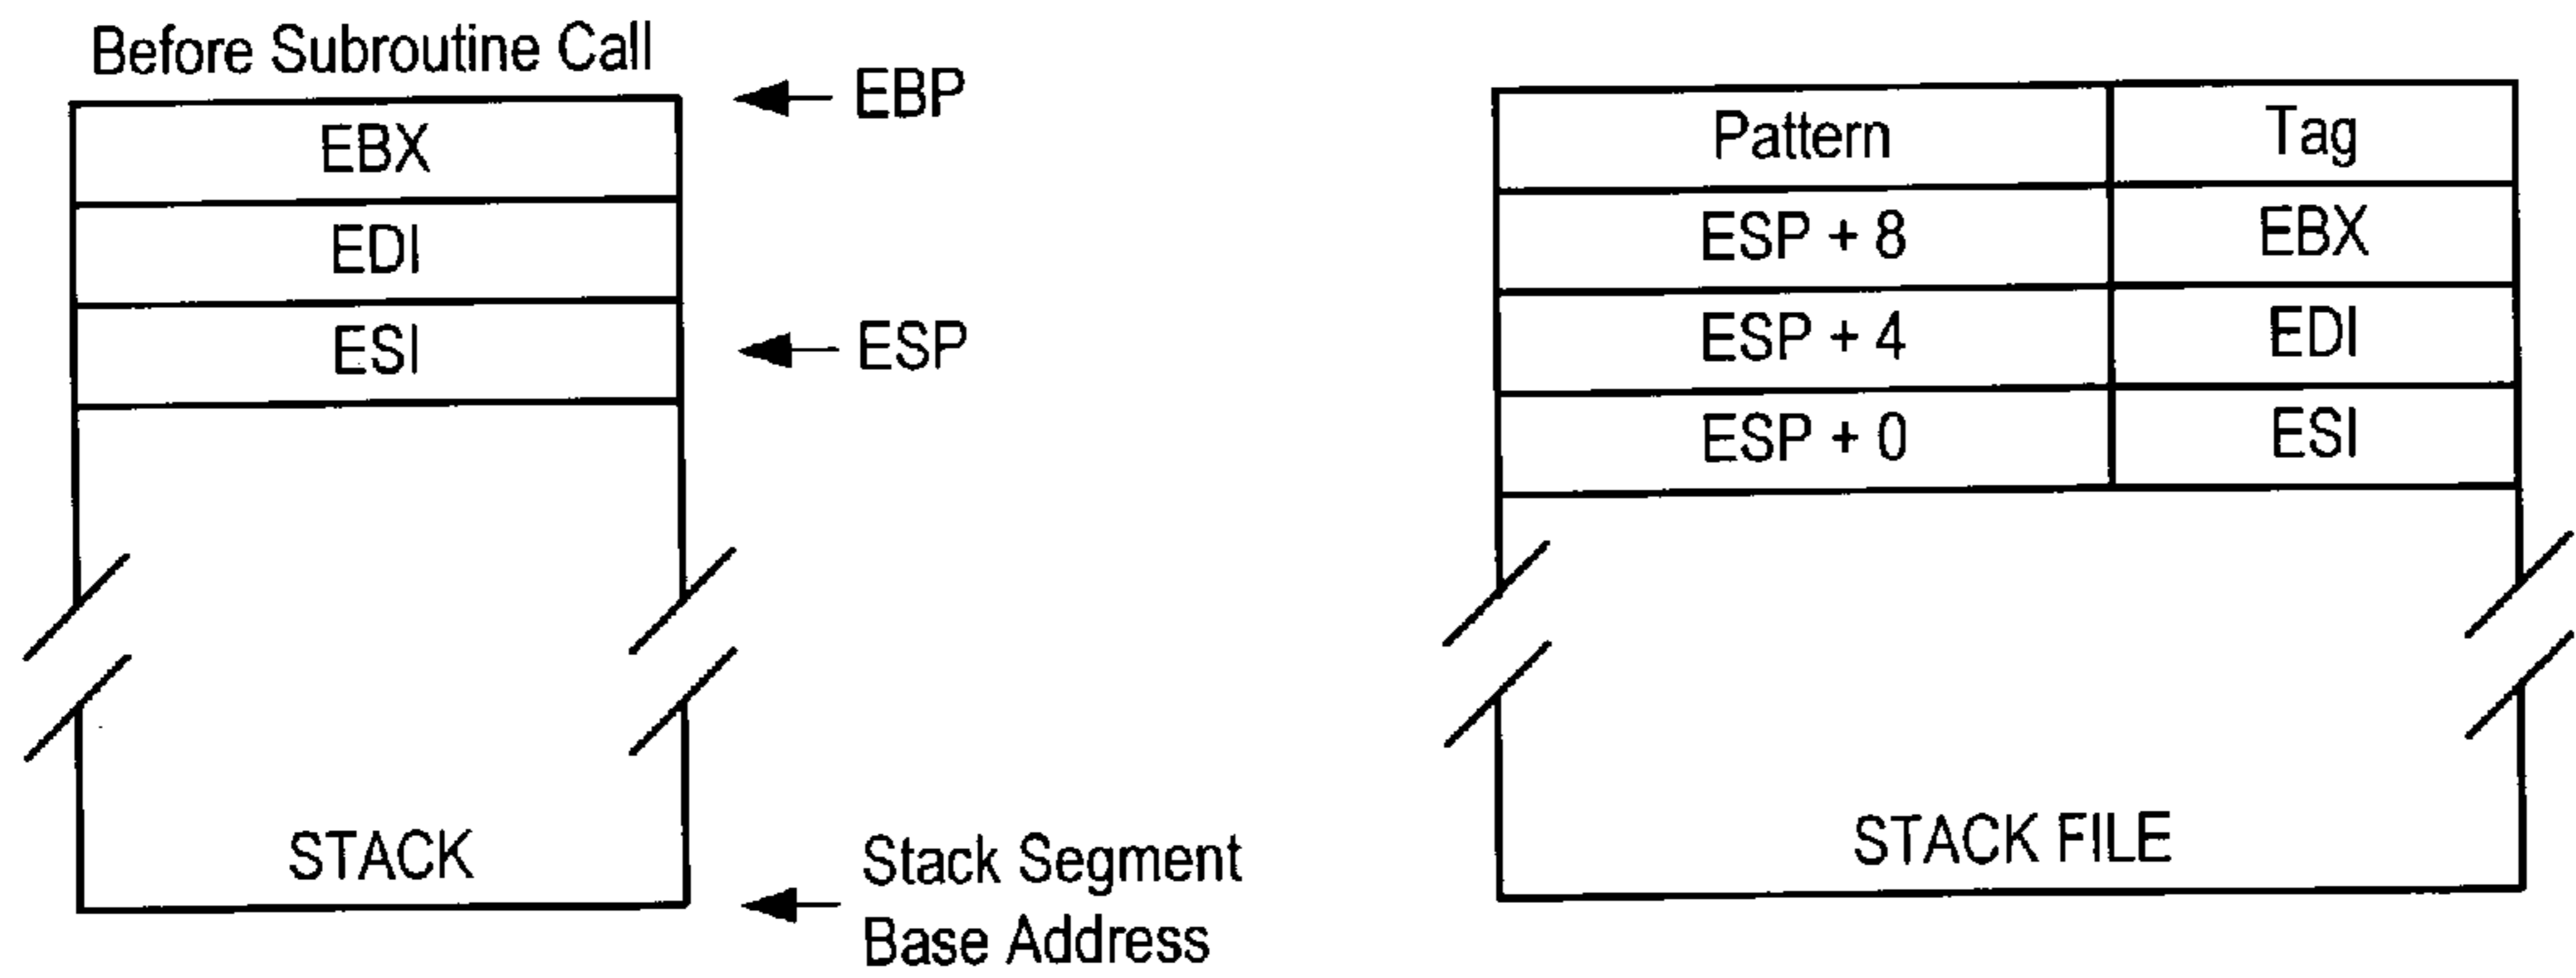 Before Subroutine Call
EBP
EBX
EDI
ESI
ESP
STACK
Stack Segment
Base Address
Pattern Tag
ESP + 8 EBX
ESP + 4 EDI
ESP + 0 ESI
STACK FILE